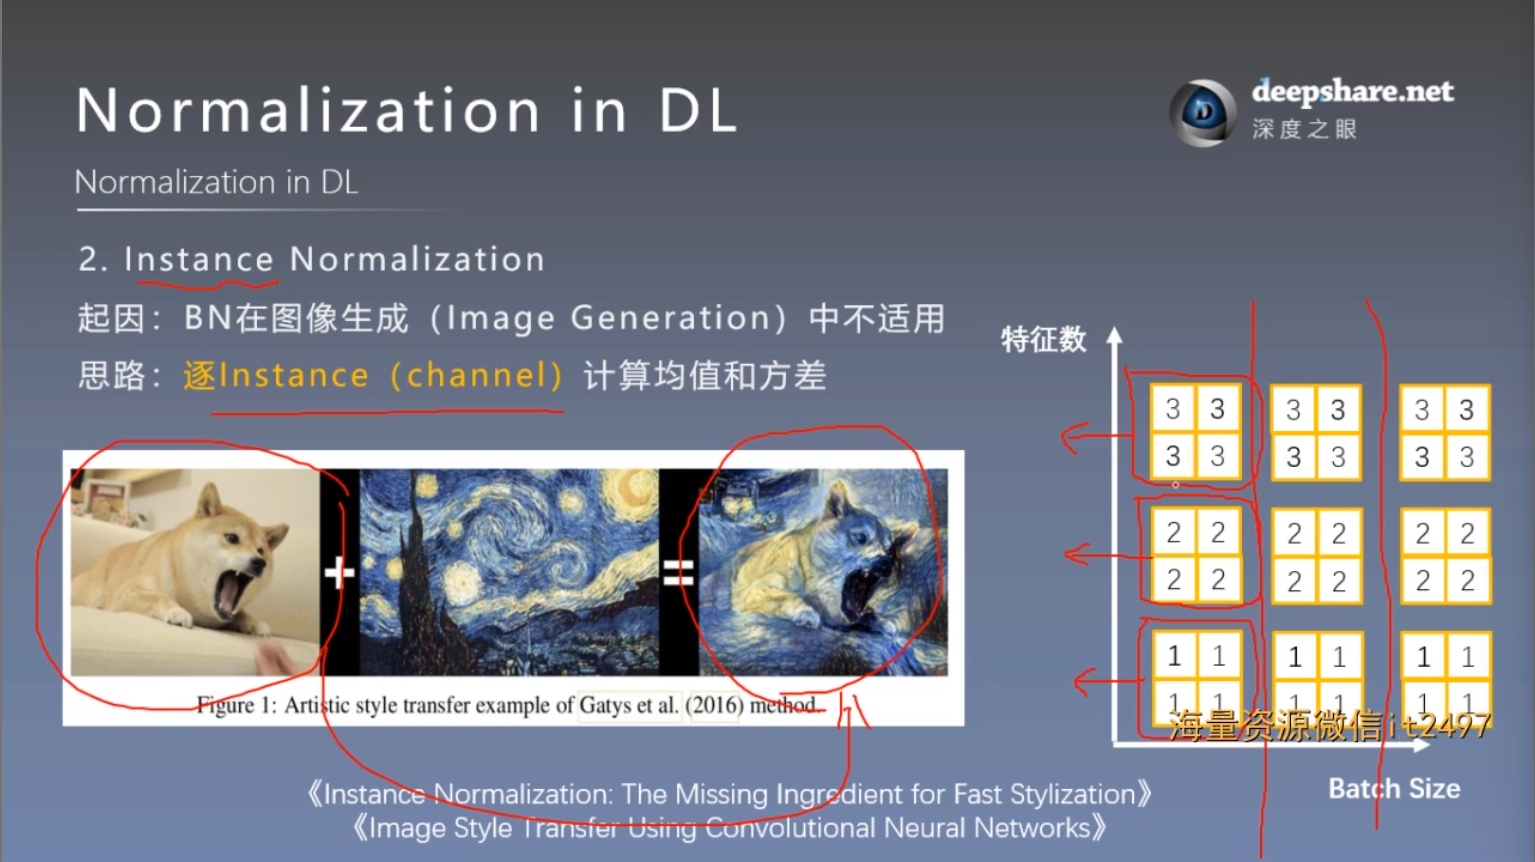 Normalization in DL
deepshare.net
深度之眼
Normalization in DL
2. Instance Normalization
起因：BN在图像生成（Image Generation）中不适用
思路：逐Instance（channel）计算均值和方差
+ =
Figure 1: Artistic style transfer example of Gatys et al. (2016) method.
特征数
3 3 3 3 3 3
3 3 3 3 3 3
2 2 2 2 2 2
2 2 2 2 2 2
1 1 1 1 1 1
1 1 1 1 1 1
海量资源微信it2497
Batch Size
《Instance Normalization: The Missing Ingredient for Fast Stylization》
《Image Style Transfer Using Convolutional Neural Networks》